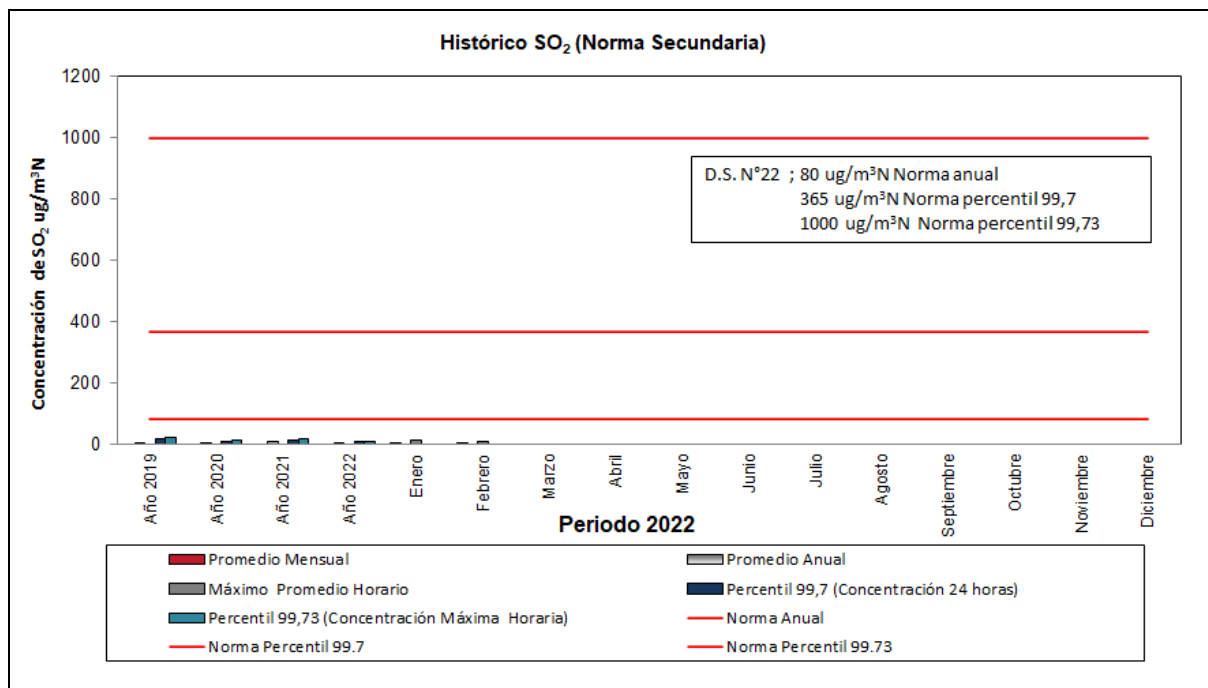 Histórico SO₂ (Norma Secundaria)
Concentración de SO₂ ug/m³N
1200
1000
800
600
400
200
0
D.S. N°22 ; 80 ug/m³N Norma anual
365 ug/m³N Norma percentil 99,7
1000 ug/m³N Norma percentil 99,73
Año 2019
Año 2020
Año 2021
Año 2022
Enero
Febrero
Marzo
Abril
Mayo
Junio
Julio
Agosto
Septiembre
Octubre
Noviembre
Diciembre
Periodo 2022
Promedio Mensual
Promedio Anual
Máximo Promedio Horario
Percentil 99,7 (Concentración 24 horas)
Percentil 99,73 (Concentración Máxima Horaria)
Norma Anual
Norma Percentil 99.7
Norma Percentil 99.73